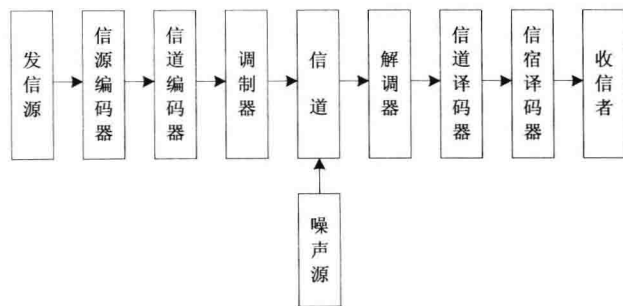 发信源
信源编码器
信道编码器
调制器
信道
解调器
信道译码器
信宿译码器
收信者
噪声源